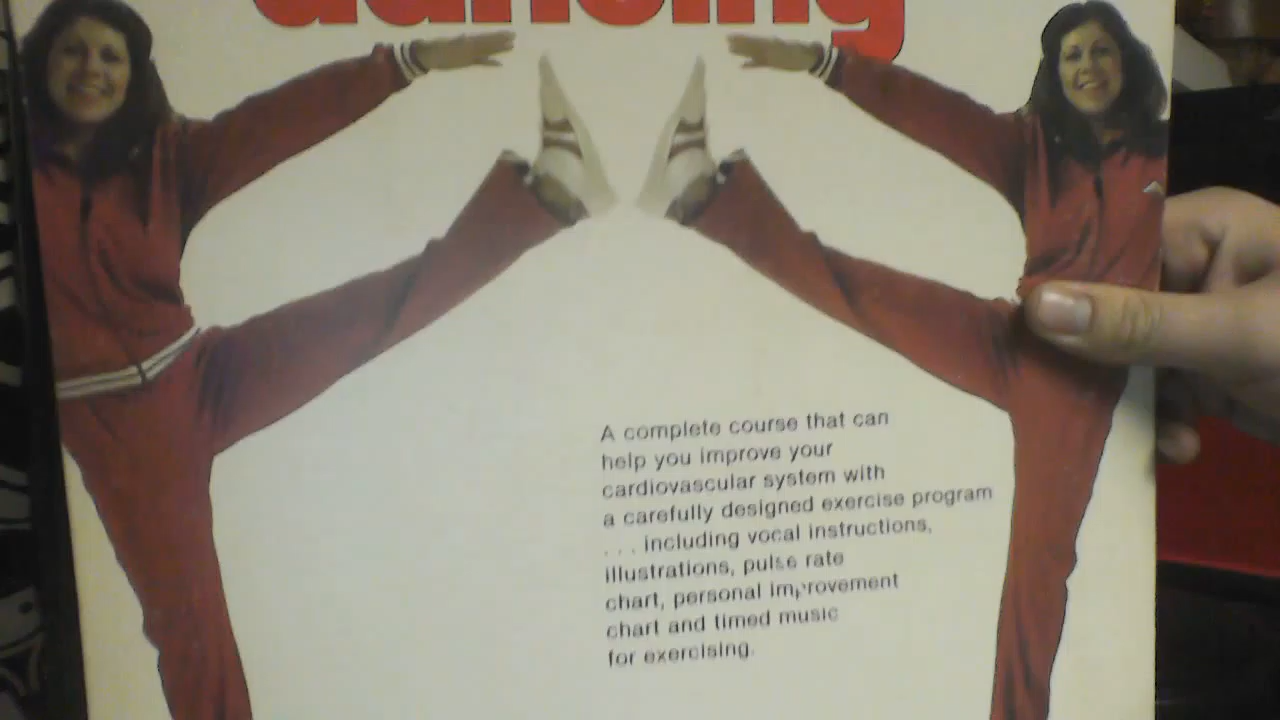 dancing
A complete course that can
help you improve your
cardiovascular system with
a carefully designed exercise program
. . . including vocal instructions,
illustrations, pulse rate
chart, personal improvement
chart and timed music
for exercising.